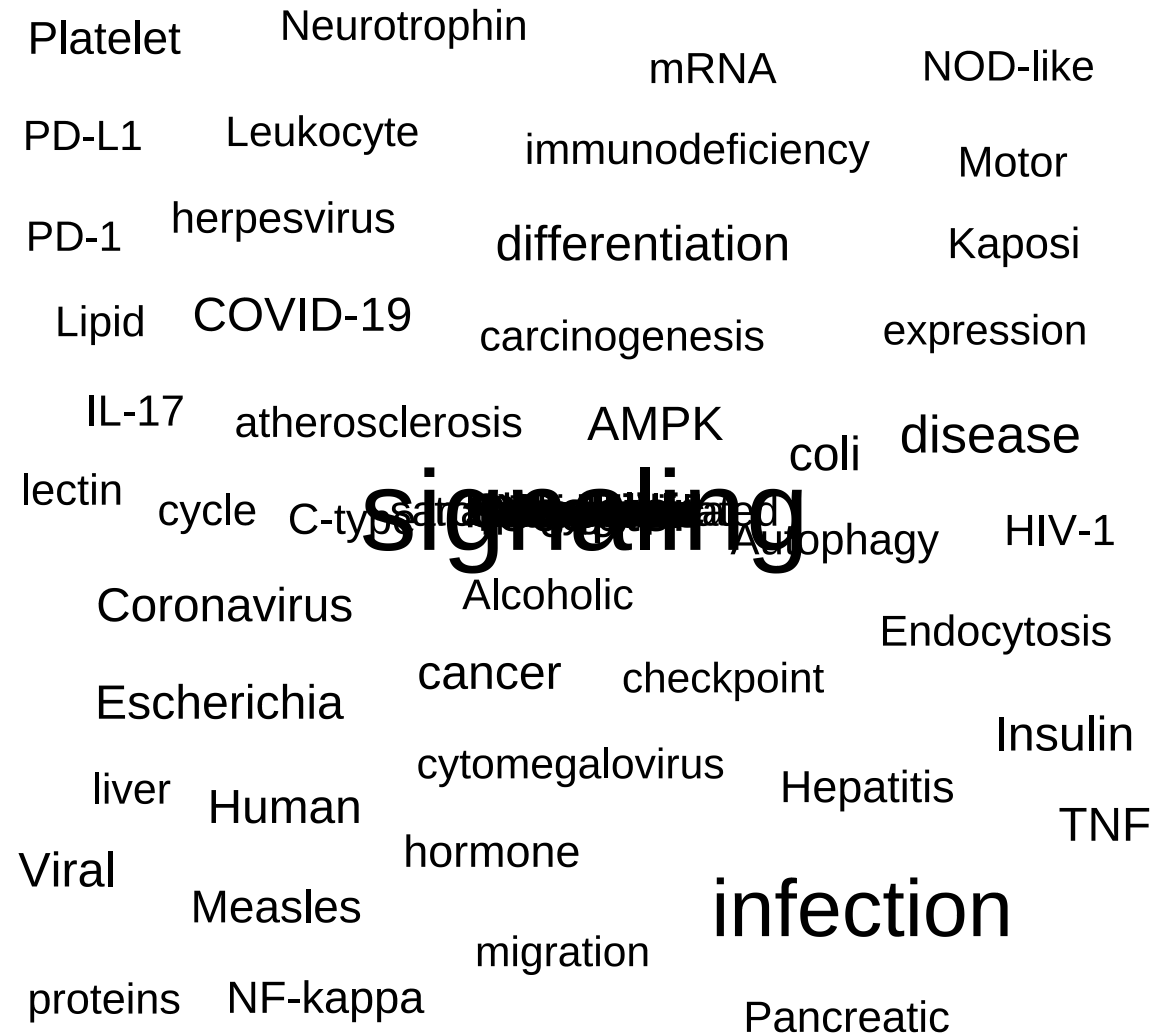 Platelet
Neurotrophin
mRNA
NOD-like
PD-L1
Leukocyte
immunodeficiency
Motor
PD-1
herpesvirus
differentiation
Kaposi
Lipid
COVID-19
carcinogenesis
expression
IL-17
atherosclerosis
AMPK
coli
disease
lectin
cycle
C-type
signaling
Autophagy
HIV-1
Coronavirus
Alcoholic
Endocytosis
Escherichia
cancer
checkpoint
Insulin
liver
Human
cytomegalovirus
Hepatitis
TNF
Viral
Measles
hormone
infection
migration
proteins
NF-kappa
Pancreatic